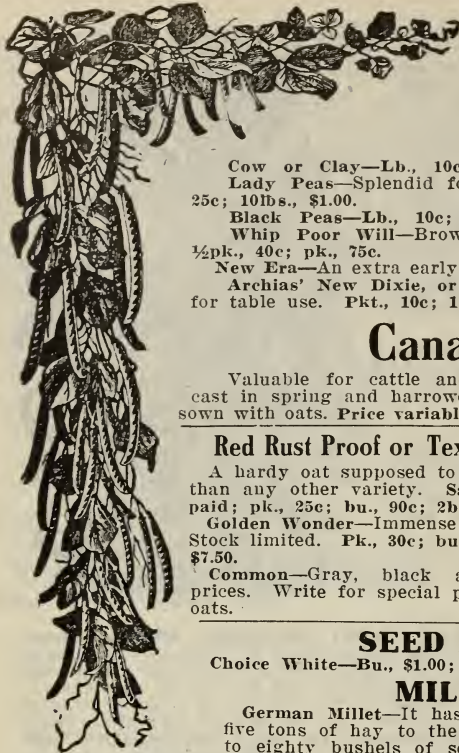 Cow or Clay—Lb., 10c
Lady Peas—Splendid fo
25c; 10lbs., $1.00.
Black Peas—Lb., 10c;
Whip Poor Will—Brow
½pk., 40c; pk., 75c.
New Era—An extra early
Archias' New Dixie, or
for table use. Pkt., 10c; 1
Cana
Valuable for cattle an
cast in spring and harrowe
sown with oats. Price variabl
Red Rust Proof or Tex
A hardy oat supposed to
than any other variety. Sa
paid; pk., 25c; bu., 90c; 2b
Golden Wonder—Immense
Stock limited. Pk., 30c; bu
$7.50.
Common—Gray, black a
prices. Write for special p
oats.
SEED
Choice White—Bu., $1.00;
MIL
German Millet—It has
five tons of hay to the
to eighty bushels of s